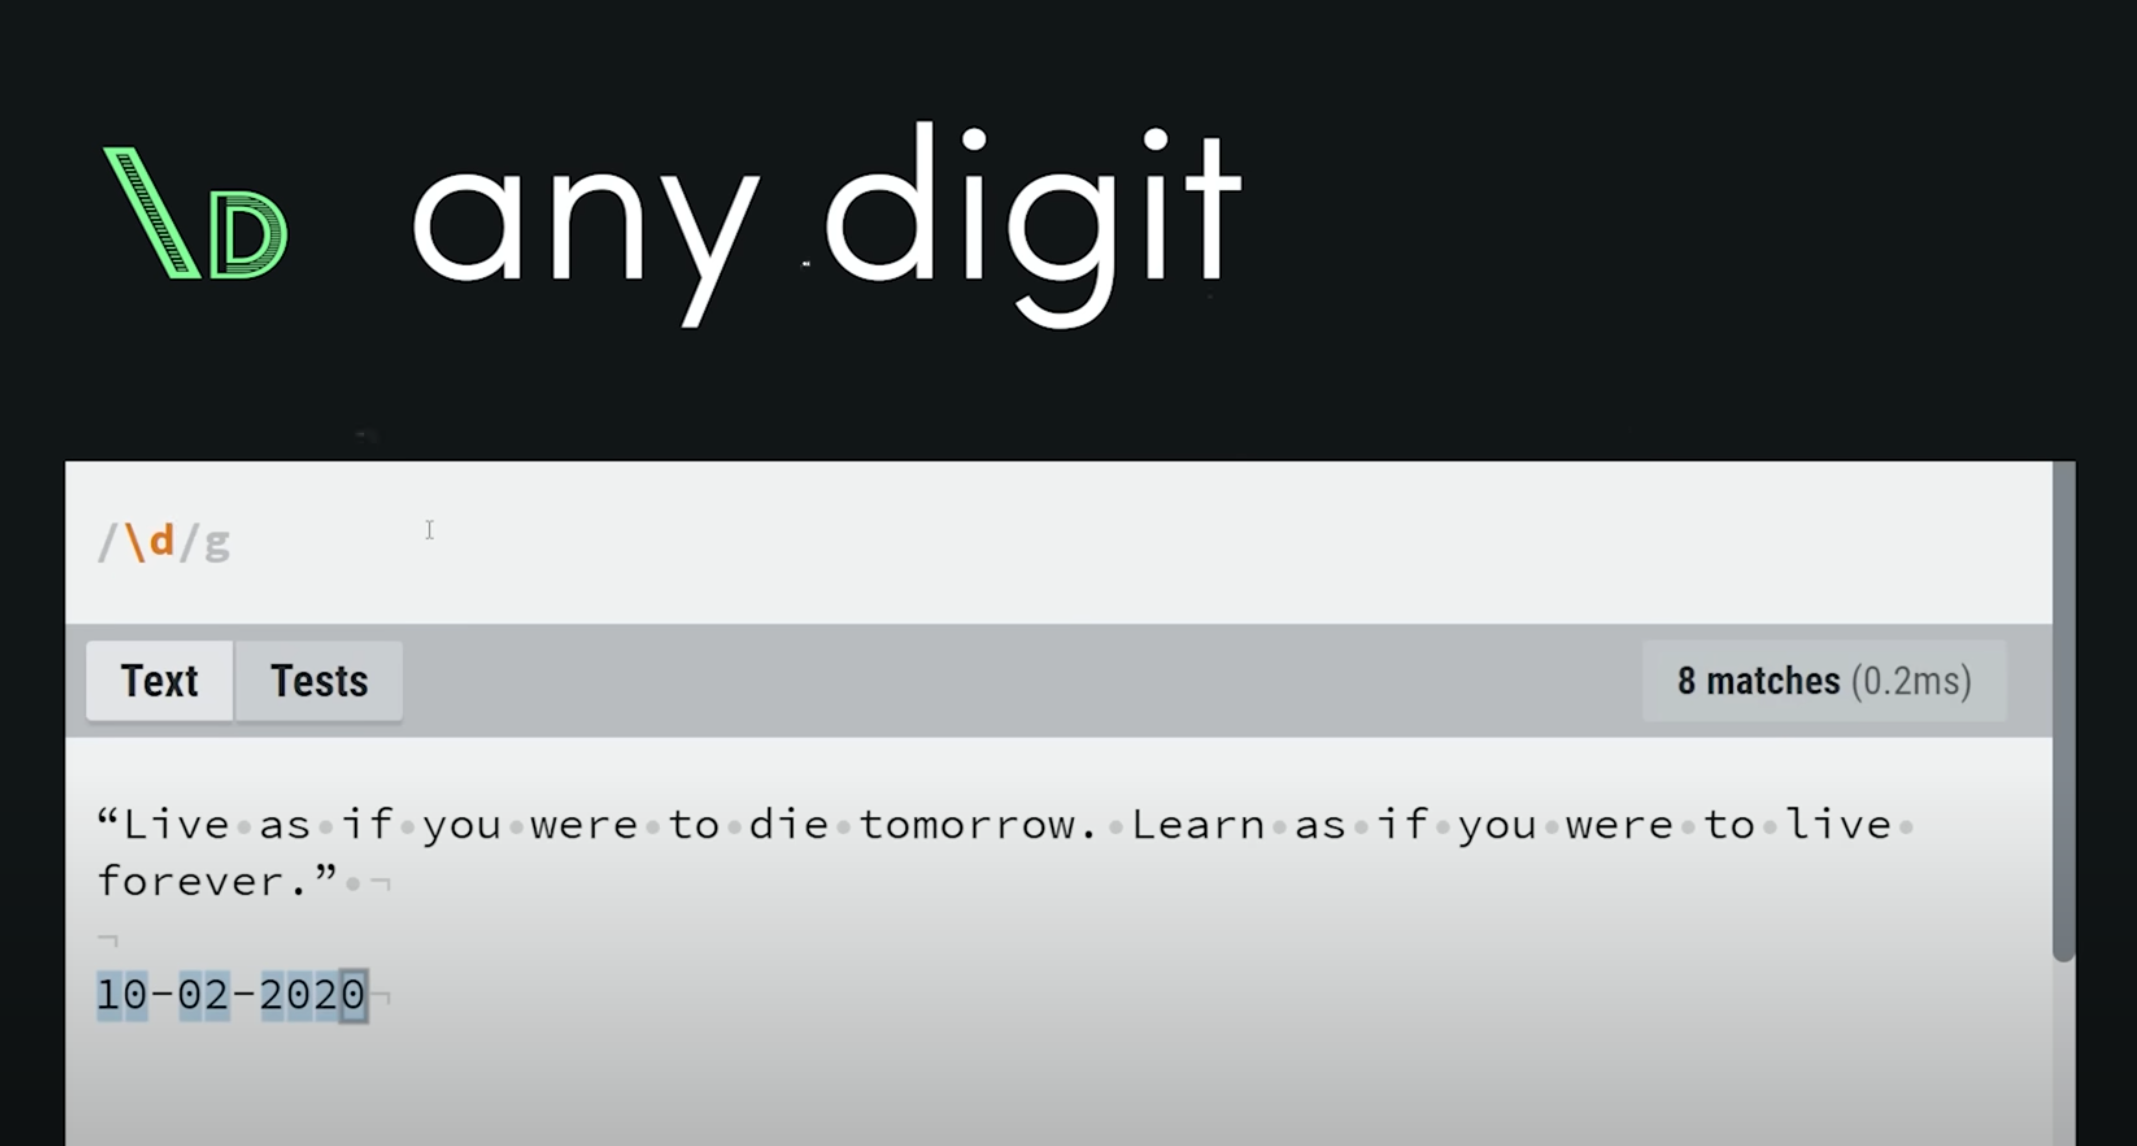 \D any digit
/\d/g
Text Tests 8 matches (0.2ms)
“Live·as·if·you·were·to·die·tomorrow.·Learn·as·if·you·were·to·live·
forever.”·¬
¬
10-02-2020¬